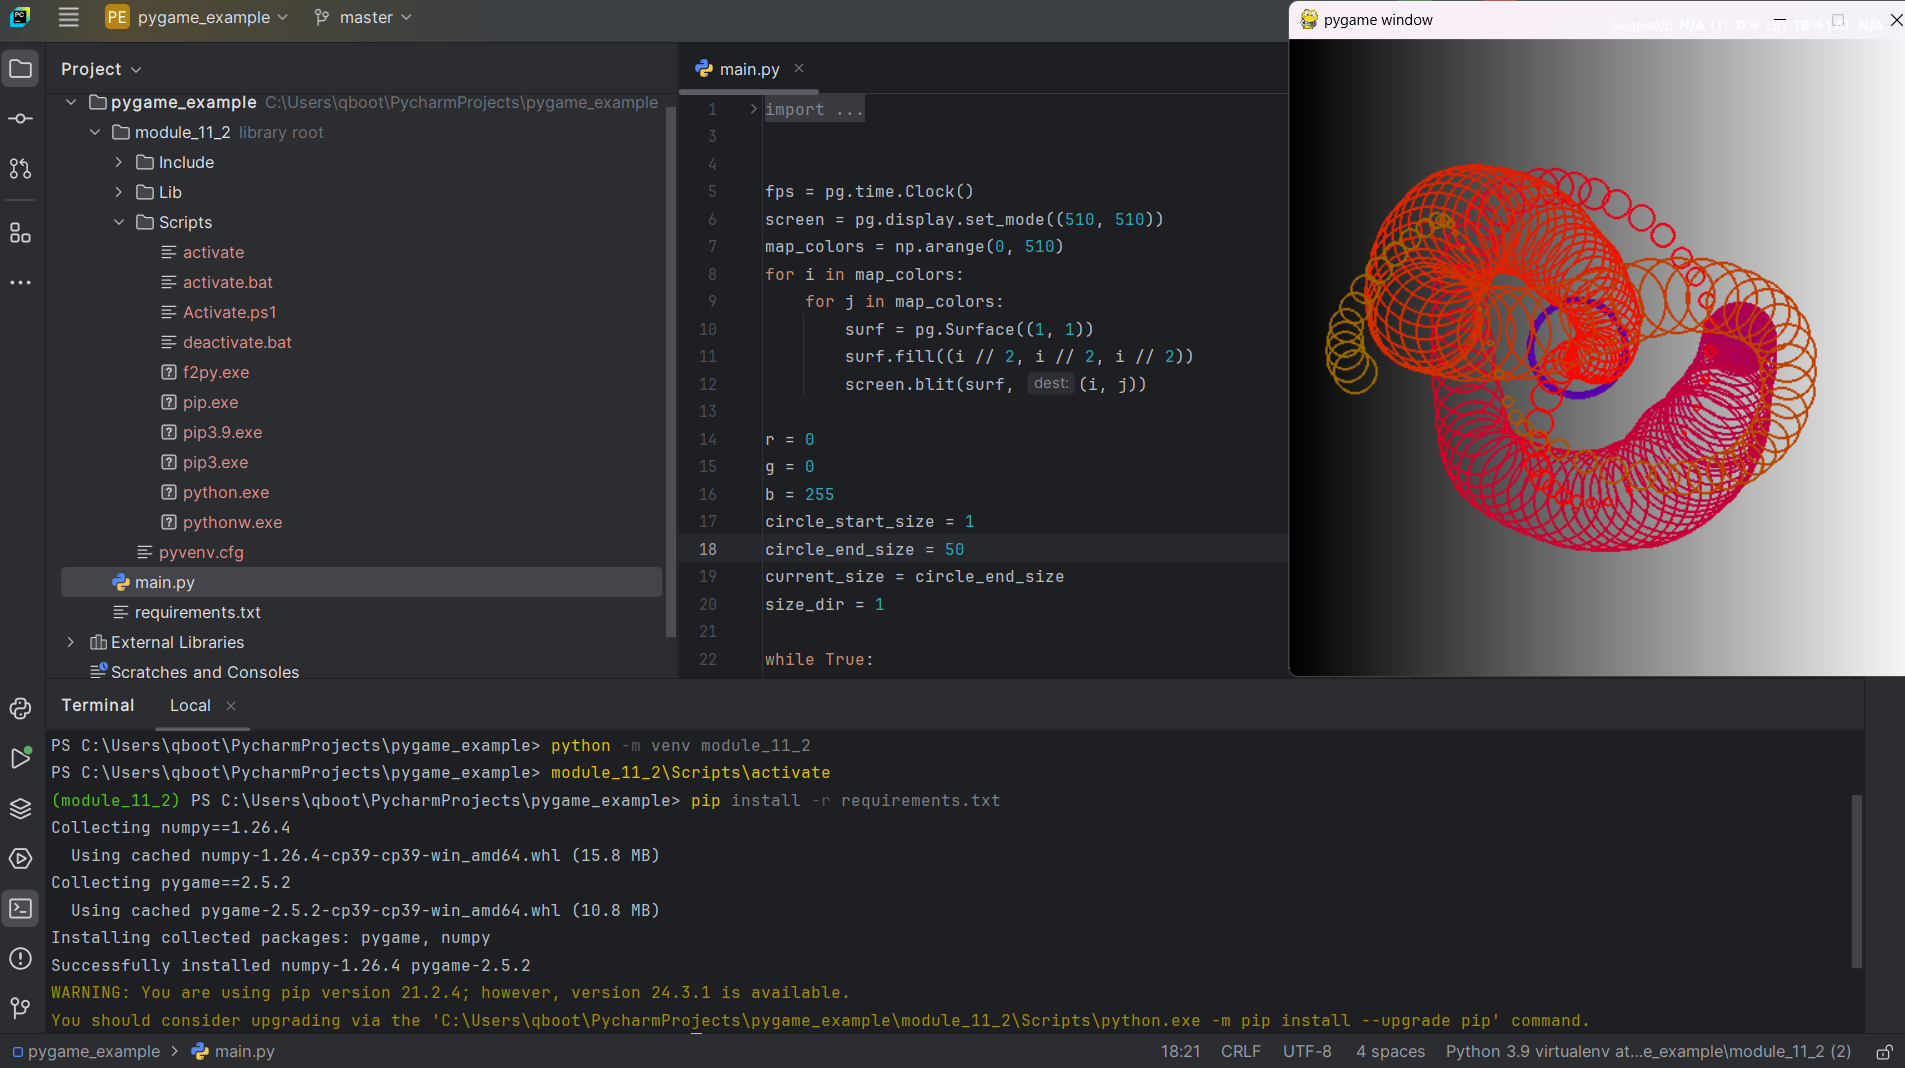 PC
PE pygame_example master
Project
pygame_example C:\Users\qboot\PycharmProjects\pygame_example
module_11_2 library root
Include
Lib
Scripts
activate
activate.bat
Activate.ps1
deactivate.bat
f2py.exe
pip.exe
pip3.9.exe
pip3.exe
python.exe
pythonw.exe
pyvenv.cfg
main.py
requirements.txt
External Libraries
Scratches and Consoles
main.py
1 import ...
3
4
5 fps = pg.time.Clock()
6 screen = pg.display.set_mode((510, 510))
7 map_colors = np.arange(0, 510)
8 for i in map_colors:
9 for j in map_colors:
10 surf = pg.Surface((1, 1))
11 surf.fill((i // 2, i // 2, i // 2))
12 screen.blit(surf, dest: (i, j))
13
14 r = 0
15 g = 0
16 b = 255
17 circle_start_size = 1
18 circle_end_size = 50
19 current_size = circle_end_size
20 size_dir = 1
21
22 while True:
pygame window
кадров/с N/A ГП 0% ЦП 18% LAT N/A
Terminal Local
PS C:\Users\qboot\PycharmProjects\pygame_example> python -m venv module_11_2
PS C:\Users\qboot\PycharmProjects\pygame_example> module_11_2\Scripts\activate
(module_11_2) PS C:\Users\qboot\PycharmProjects\pygame_example> pip install -r requirements.txt
Collecting numpy==1.26.4
Using cached numpy-1.26.4-cp39-cp39-win_amd64.whl (15.8 MB)
Collecting pygame==2.5.2
Using cached pygame-2.5.2-cp39-cp39-win_amd64.whl (10.8 MB)
Installing collected packages: pygame, numpy
Successfully installed numpy-1.26.4 pygame-2.5.2
WARNING: You are using pip version 21.2.4; however, version 24.3.1 is available.
You should consider upgrading via the 'C:\Users\qboot\PycharmProjects\pygame_example\module_11_2\Scripts\python.exe -m pip install --upgrade pip' command.
pygame_example > main.py
18:21 CRLF UTF-8 4 spaces Python 3.9 virtualenv at...e_example\module_11_2 (2)